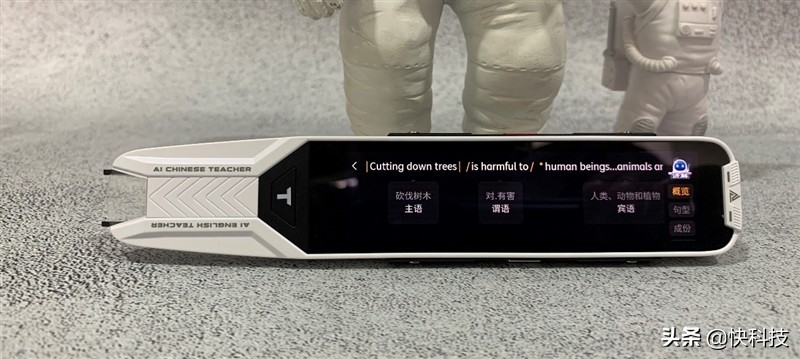 AI CHINESE TEACHER
AI ENGLISH TEACHER
T
|Cutting down trees| /is harmful to/ *human beings...animals ar
砍伐树木
主语
对.有害
谓语
人类、动物和植物
宾语
概览
句型
成份
头条 @快科技